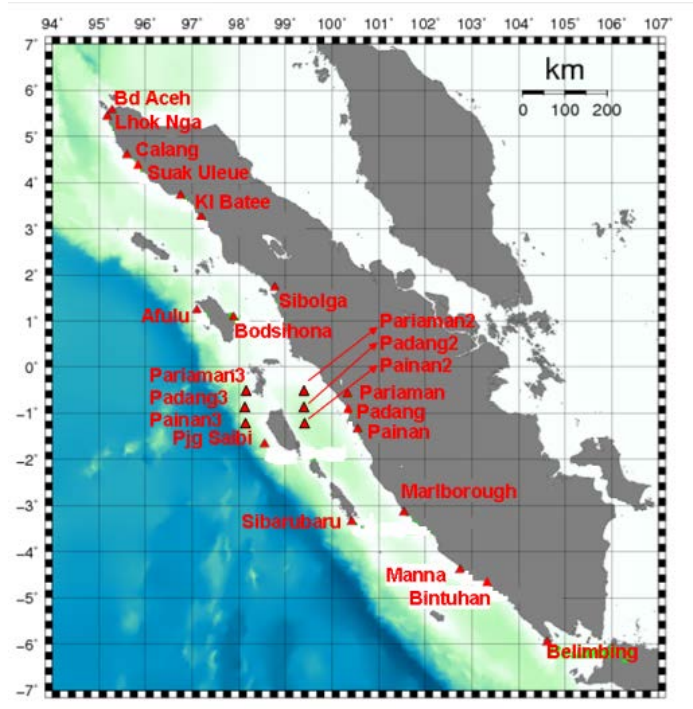 94° 95° 96° 97° 98° 99° 100° 101° 102° 103° 104° 105° 106° 107°
7°
km
6°
0 100 200
Bd Aceh
Lhok Nga
5°
Calang
Suak Uleue
4°
Kl Batee
3°
2°
Sibolga
Afulu
1°
Bodsihona
Pariaman2
Padang2
Painan2
0°
Pariaman3
Padang3
Painan3
Pariaman
Padang
Painan
-1°
Pjg Saibi
-2°
Marlborough
-3°
Sibarubaru
-4°
Manna
Bintuhan
-5°
-6°
Belimbing
-7°